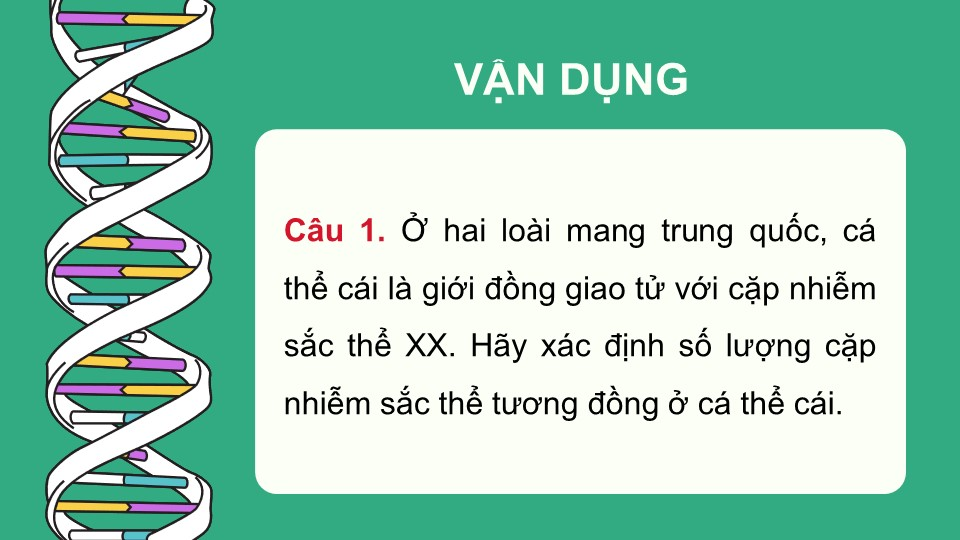 VẬN DỤNG
Câu 1. Ở hai loài mang trung quốc, cá
thể cái là giới đồng giao tử với cặp nhiễm
sắc thể XX. Hãy xác định số lượng cặp
nhiễm sắc thể tương đồng ở cá thể cái.